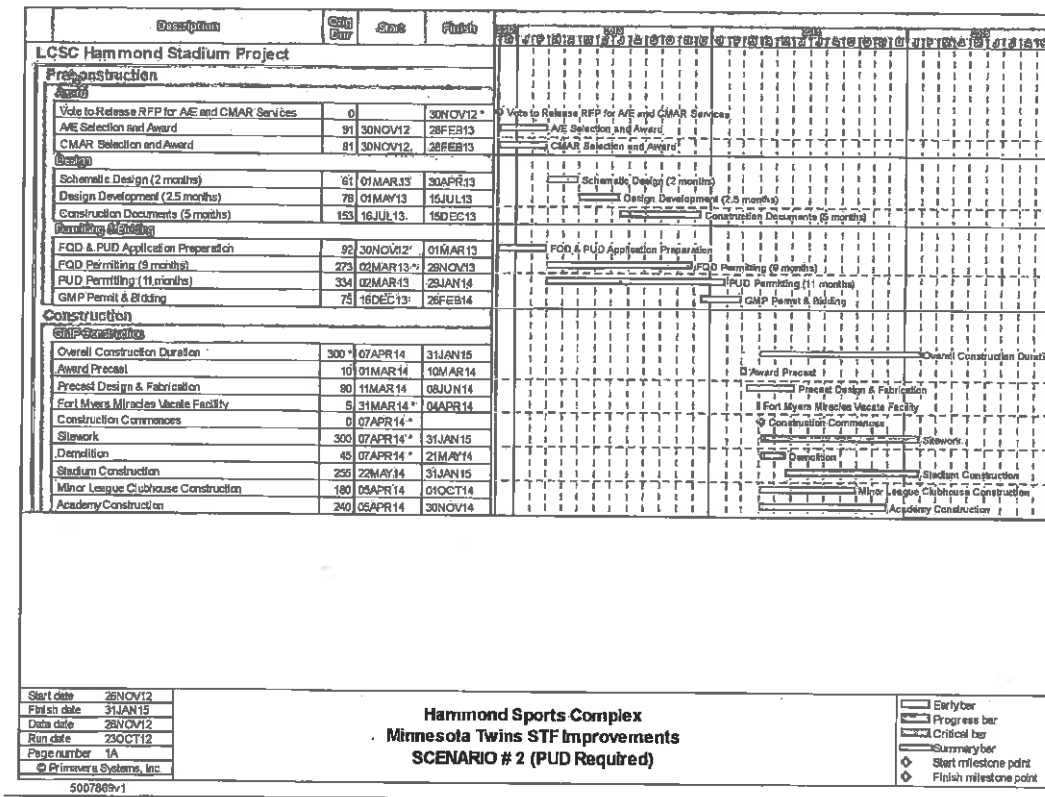 Description Orig Dur Start Finish
LCSC Hammond Stadium Project
Preconstruction
Award
Vote to Release RFP for A/E and CMAR Services 0 30NOV12 * Vote to Release RFP for A/E and CMAR Services
A/E Selection and Award 91 30NOV12 28FEB13 A/E Selection and Award
CMAR Selection and Award 91 30NOV12 28FEB13 CMAR Selection and Award
Design
Schematic Design (2 months) 61 01MAR13 30APR13 Schematic Design (2 months)
Design Development (2.5 months) 76 01MAY13 15JUL13 Design Development (2.5 months)
Construction Documents (5 months) 153 16JUL13 15DEC13 Construction Documents (5 months)
Permitting & Bidding
FQD & PUD Application Preparation 92 30NOV12* 01MAR13 FQD & PUD Application Preparation
FQD Permitting (9 months) 273 02MAR13 * 29NOV13 FQD Permitting (9 months)
PUD Permitting (11 months) 334 02MAR13 29JAN14 PUD Permitting (11 months)
GMP Permit & Bidding 75 16DEC13 28FEB14 GMP Permit & Bidding
Construction
GMP Construction
Overall Construction Duration 300 * 07APR14 31JAN15 Overall Construction Durati
Award Precast 10 01MAR14 10MAR14 Award Precast
Precast Design & Fabrication 90 11MAR14 08JUN14 Precast Design & Fabrication
Fort Myers Miracles Vacate Facility 5 31MAR14 * 04APR14 Fort Myers Miracles Vacate Facility
Construction Commences 0 07APR14 * Construction Commences
Sitework 300 07APR14 * 31JAN15 Sitework
Demolition 45 07APR14 * 21MAY14 Demolition
Stadium Construction 255 22MAY14 31JAN15 Stadium Construction
Minor League Clubhouse Construction 180 05APR14 01OCT14 Minor League Clubhouse Construction
Academy Construction 240 05APR14 30NOV14 Academy Construction
Start date 26NOV12
Finish date 31JAN15
Data date 26NOV12
Run date 23OCT12
Page number 1A
© Primavera Systems, Inc.
5007869v1
Hammond Sports Complex
Minnesota Twins STF Improvements
SCENARIO # 2 (PUD Required)
Early bar
Progress bar
Critical bar
Summary bar
Start milestone point
Finish milestone point